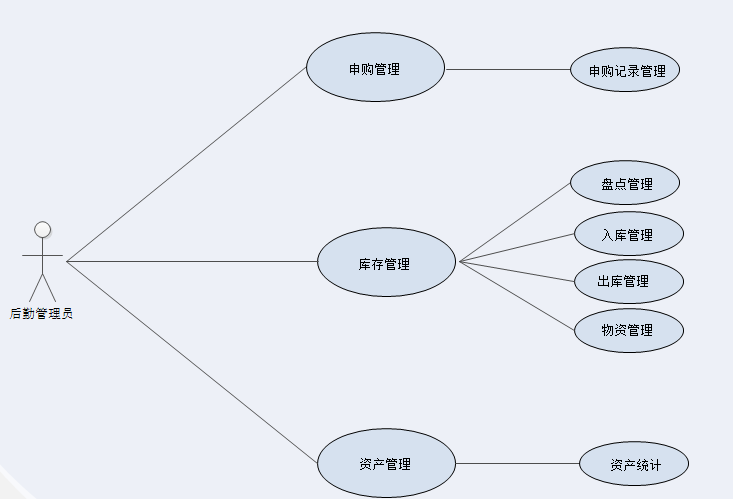 申购管理
申购记录管理
盘点管理
入库管理
库存管理
出库管理
后勤管理员
物资管理
资产管理
资产统计